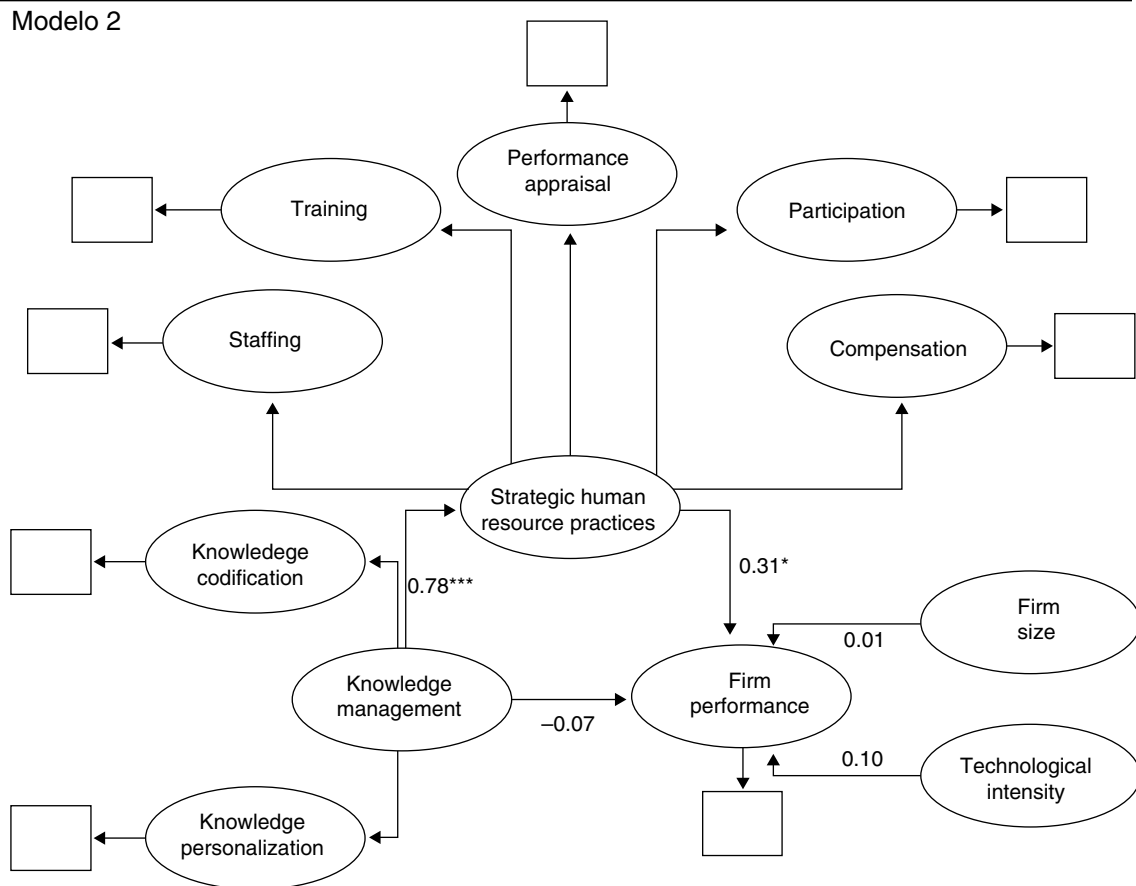 Modelo 2
Performance
appraisal
Training
Participation
Staffing
Compensation
Strategic human
resource practices
Knowledege
codification
0.78***
0.31*
Firm
size
0.01
Knowledge
management
Firm
performance
–0.07
0.10
Technological
intensity
Knowledge
personalization